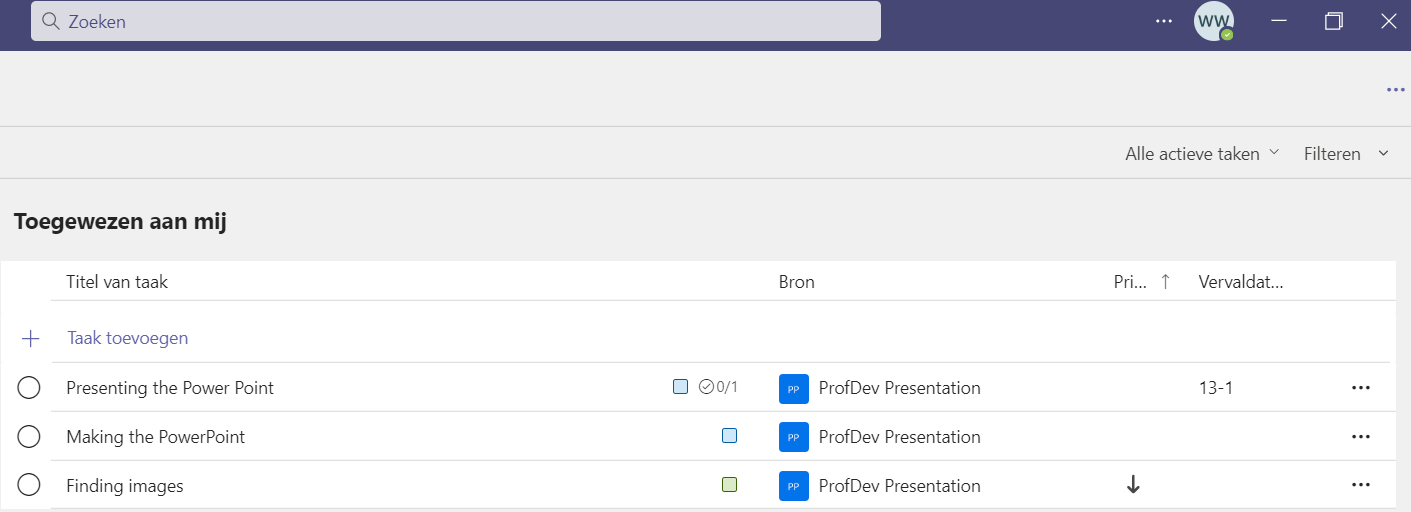 Zoeken
WW
Alle actieve taken Filteren
Toegewezen aan mij
Titel van taak Bron Pri... Vervaldat...
Taak toevoegen
Presenting the Power Point 0/1 PP ProfDev Presentation 13-1
Making the PowerPoint PP ProfDev Presentation
Finding images PP ProfDev Presentation